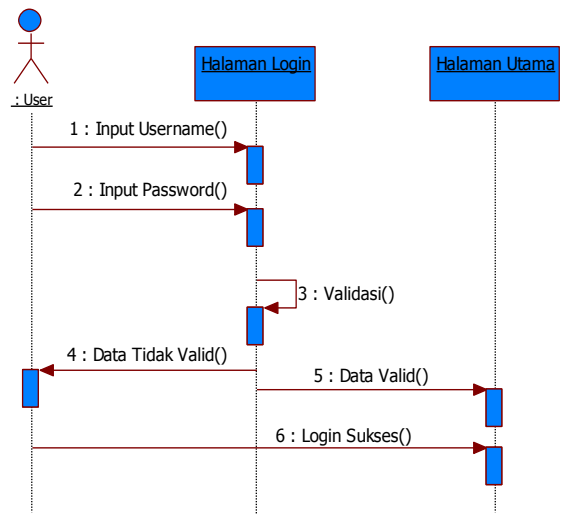 : User
Halaman Login
Halaman Utama
1 : Input Username()
2 : Input Password()
3 : Validasi()
4 : Data Tidak Valid()
5 : Data Valid()
6 : Login Sukses()